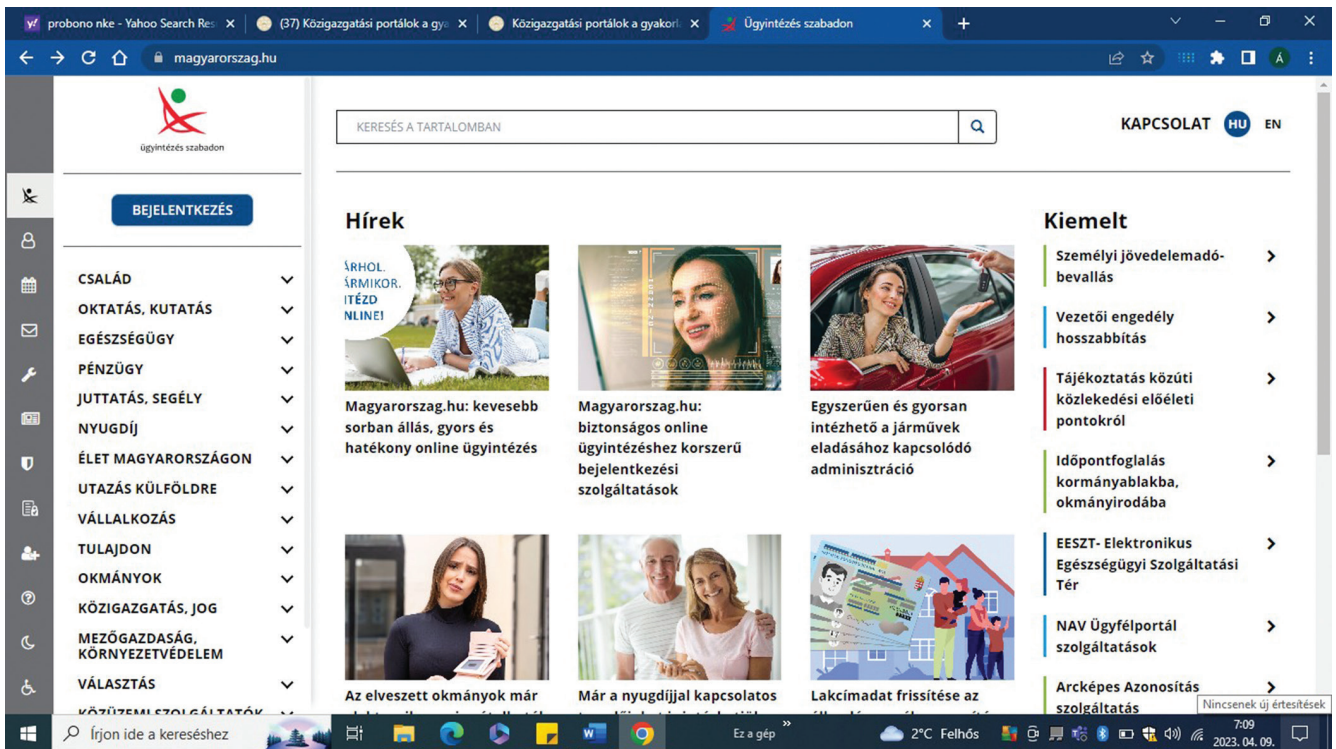 probono nke - Yahoo Search Res
(37) Közigazgatási portálok a gya
Közigazgatási portálok a gyakorl
Ügyintézés szabadon
magyarorszag.hu
ügyintézés szabadon
KERESÉS A TARTALOMBAN
KAPCSOLAT HU EN
BEJELENTKEZÉS
CSALÁD
OKTATÁS, KUTATÁS
EGÉSZSÉGÜGY
PÉNZÜGY
JUTTATÁS, SEGÉLY
NYUGDÍJ
ÉLET MAGYARORSZÁGON
UTAZÁS KÜLFÖLDRE
VÁLLALKOZÁS
TULAJDON
OKMÁNYOK
KÖZIGAZGATÁS, JOG
MEZŐGAZDASÁG,
KÖRNYEZETVÉDELEM
VÁLASZTÁS
KÖZÜZEMI SZOLGÁLTATÓK
Hírek
ÁRHOL.
ÁRMIKOR.
INTÉZD
NLINE!
Magyarorszag.hu: kevesebb
sorban állás, gyors és
hatékony online ügyintézés
Magyarorszag.hu:
biztonságos online
ügyintézéshez korszerű
bejelentkezési
szolgáltatások
Egyszerűen és gyorsan
intézhető a járművek
eladásához kapcsolódó
adminisztráció
Az elveszett okmányok már
Már a nyugdíjjal kapcsolatos
Lakcímadat frissítése az
Kiemelt
Személyi jövedelemadó-
bevallás
Vezetői engedély
hosszabbítás
Tájékoztatás közúti
közlekedési előéleti
pontokról
Időpontfoglalás
kormányablakba,
okmányirodába
EESZT- Elektronikus
Egészségügyi Szolgáltatási
Tér
NAV Ügyfélportál
szolgáltatások
Arcképes Azonosítás
szolgáltatás
Nincsenek új értesítések
Írjon ide a kereséshez
Ez a gép
2°C Felhős
7:09
2023. 04. 09.